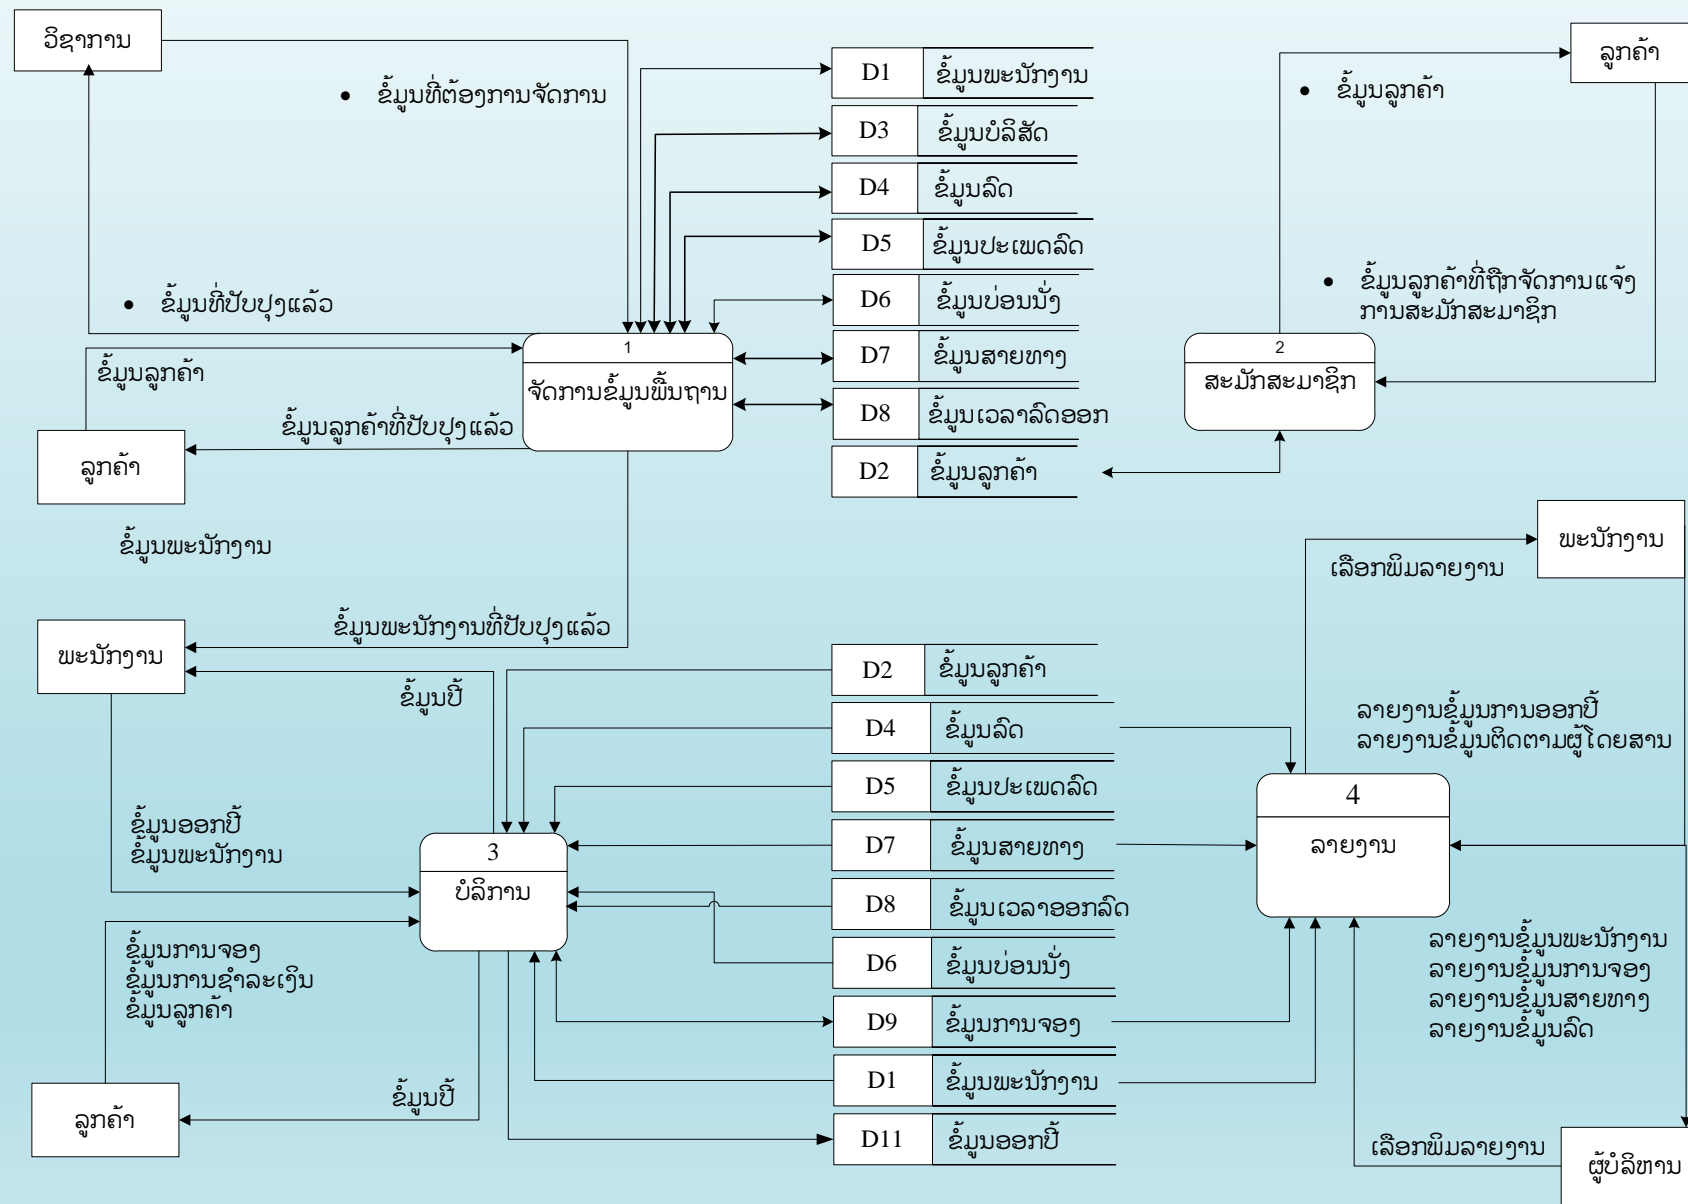 ວິຊາການ
• ຂໍ້ມູນທີ່ຕ້ອງການຈັດການ
D1 ຂໍ້ມູນພະນັກງານ
D3 ຂໍ້ມູນບໍລິສັດ
D4 ຂໍ້ມູນລົດ
D5 ຂໍ້ມູນປະເພດລົດ
D6 ຂໍ້ມູນບ່ອນນັ່ງ
D7 ຂໍ້ມູນສາຍທາງ
D8 ຂໍ້ມູນເວລາລົດອອກ
D2 ຂໍ້ມູນລູກຄ້າ
ລູກຄ້າ
• ຂໍ້ມູນລູກຄ້າ
• ຂໍ້ມູນລູກຄ້າທີ່ຖືກຈັດການແຈ້ງ
ການສະມັກສະມາຊິກ
2
ສະມັກສະມາຊິກ
• ຂໍ້ມູນທີ່ປັບປຸງແລ້ວ
1
ຈັດການຂໍ້ມູນພື້ນຖານ
ຂໍ້ມູນລູກຄ້າ
ຂໍ້ມູນລູກຄ້າທີ່ປັບປຸງແລ້ວ
ລູກຄ້າ
ຂໍ້ມູນພະນັກງານ
ຂໍ້ມູນພະນັກງານທີ່ປັບປຸງແລ້ວ
ພະນັກງານ
ຂໍ້ມູນປີ້
ຂໍ້ມູນອອກປີ້
ຂໍ້ມູນພະນັກງານ
3
ບໍລິການ
ຂໍ້ມູນການຈອງ
ຂໍ້ມູນການຊຳລະເງິນ
ຂໍ້ມູນລູກຄ້າ
ລູກຄ້າ
ຂໍ້ມູນປີ້
D2 ຂໍ້ມູນລູກຄ້າ
D4 ຂໍ້ມູນລົດ
D5 ຂໍ້ມູນປະເພດລົດ
D7 ຂໍ້ມູນສາຍທາງ
D8 ຂໍ້ມູນເວລາອອກລົດ
D6 ຂໍ້ມູນບ່ອນນັ່ງ
D9 ຂໍ້ມູນການຈອງ
D1 ຂໍ້ມູນພະນັກງານ
D11 ຂໍ້ມູນອອກປີ້
ພະນັກງານ
ເລືອກພິມລາຍງານ
ລາຍງານຂໍ້ມູນການອອກປີ້
ລາຍງານຂໍ້ມູນຕິດຕາມຜູ້ໂດຍສານ
4
ລາຍງານ
ລາຍງານຂໍ້ມູນພະນັກງານ
ລາຍງານຂໍ້ມູນການຈອງ
ລາຍງານຂໍ້ມູນສາຍທາງ
ລາຍງານຂໍ້ມູນລົດ
ເລືອກພິມລາຍງານ
ຜູ້ບໍລິຫານ